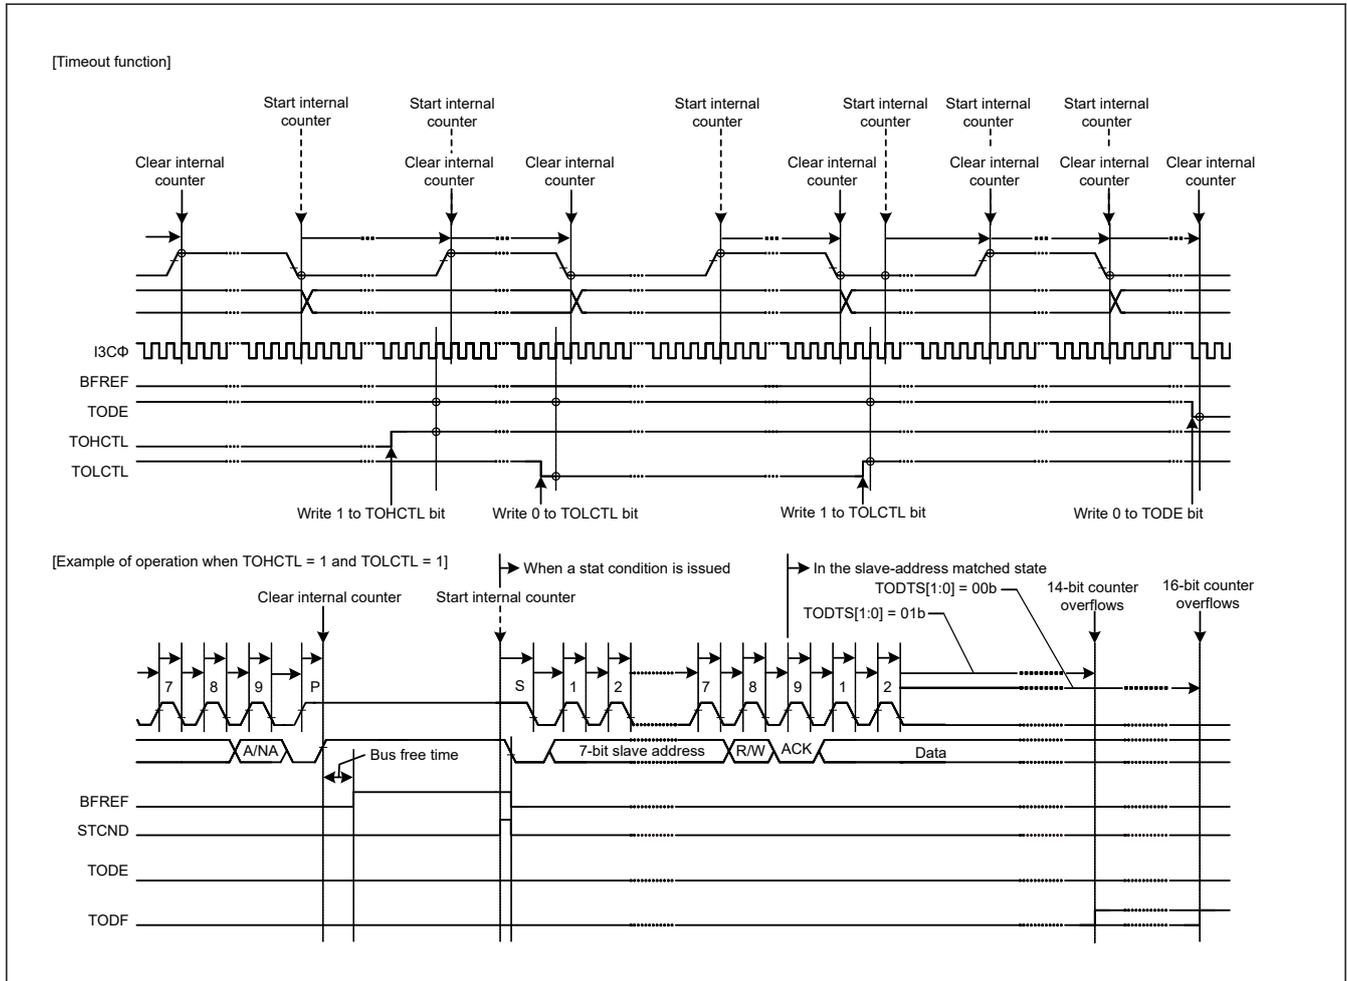 [Timeout function]
Start internal
counter
Start internal
counter
Start internal
counter
Start internal
counter
Start internal
counter
Start internal
counter
Clear internal
counter
Clear internal
counter
Clear internal
counter
Clear internal
counter
Clear internal
counter
Clear internal
counter
Clear internal
counter
I3CΦ
BFREF
TODE
TOHCTL
TOLCTL
Write 1 to TOHCTL bit
Write 0 to TOLCTL bit
Write 1 to TOLCTL bit
Write 0 to TODE bit
[Example of operation when TOHCTL = 1 and TOLCTL = 1]
When a stat condition is issued
In the slave-address matched state
TODTS[1:0] = 00b
TODTS[1:0] = 01b
14-bit counter
overflows
16-bit counter
overflows
Clear internal counter
Start internal counter
7 8 9 P S 1 2 7 8 9 1 2
A/NA
Bus free time
7-bit slave address
R/W
ACK
Data
BFREF
STCND
TODE
TODF